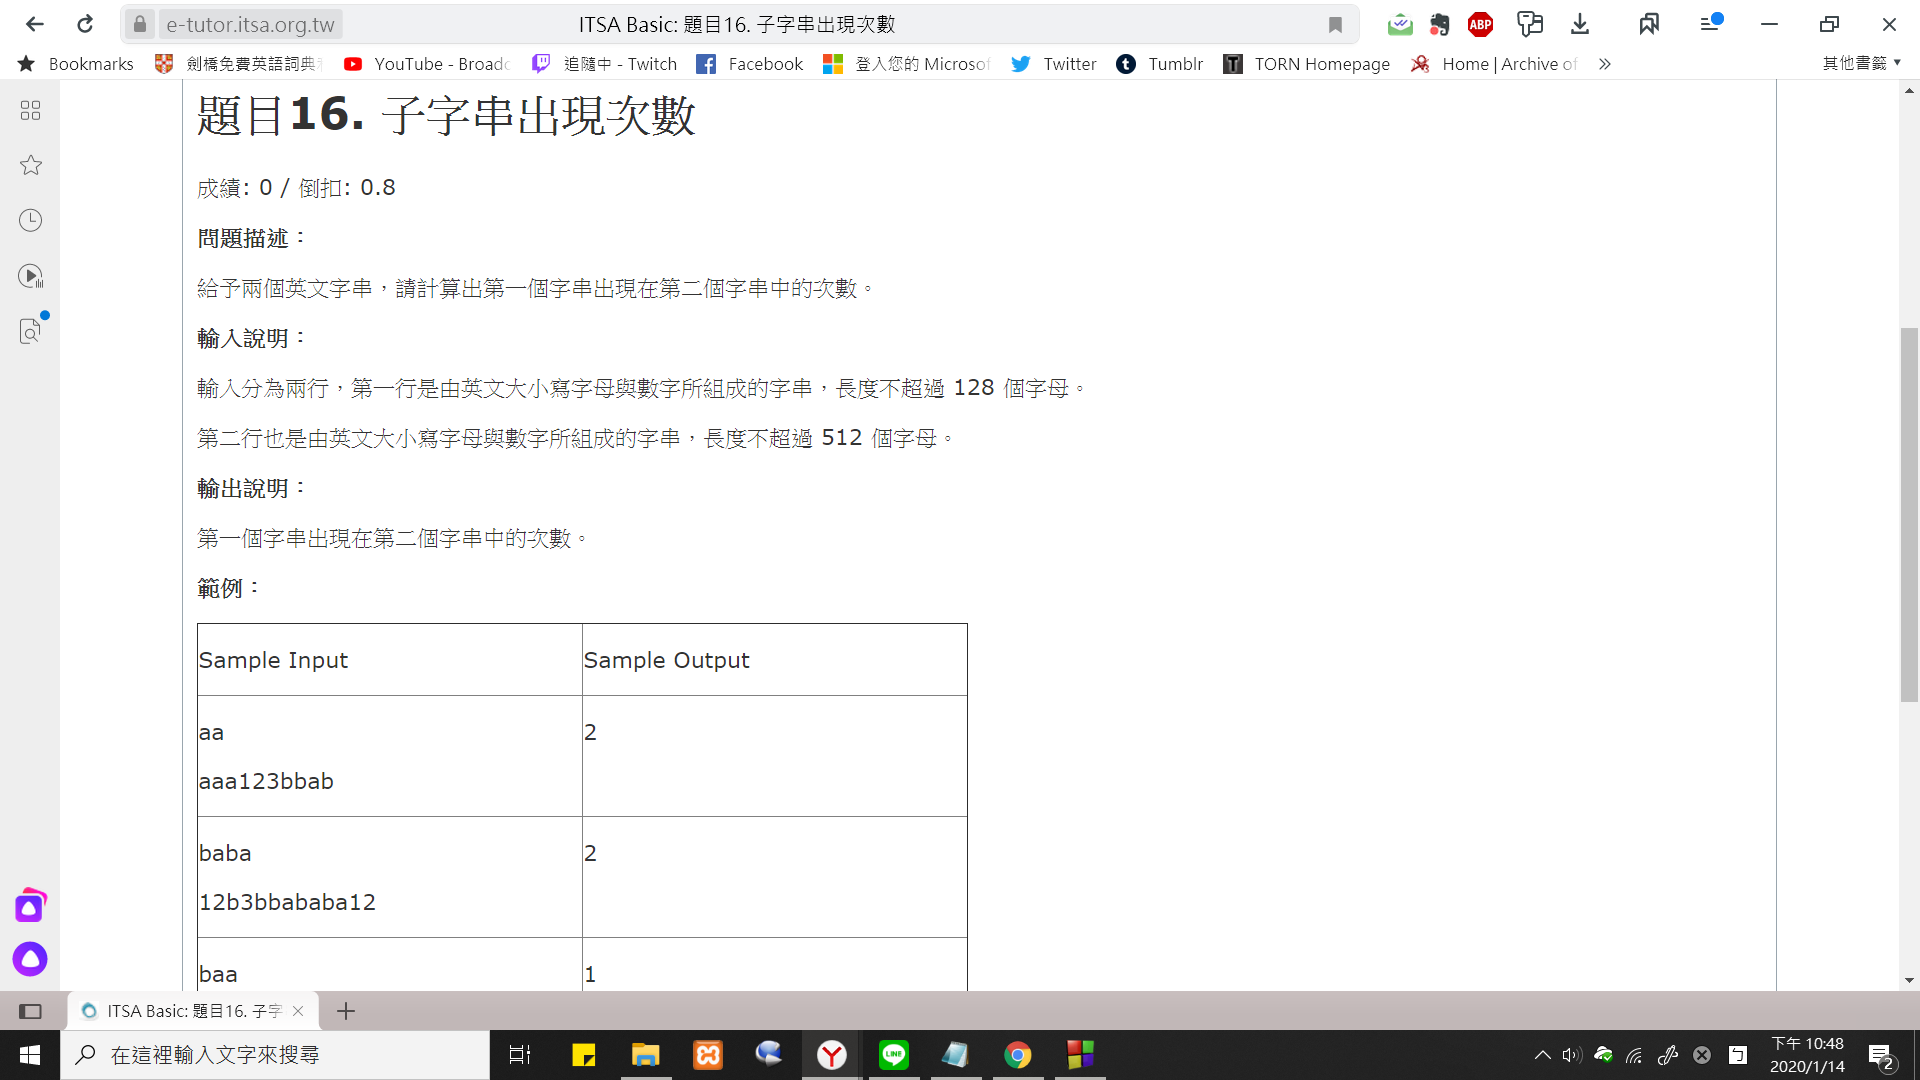 e-tutor.itsa.org.tw
ITSA Basic: 題目16. 子字串出現次數
ABP
Bookmarks
劍橋免費英語詞典和
YouTube - Broadc
追隨中 - Twitch
Facebook
登入您的 Microsof
Twitter
Tumblr
TORN Homepage
Home | Archive of
其他書籤
題目16. 子字串出現次數
成績: 0 / 倒扣: 0.8
問題描述：
給予兩個英文字串，請計算出第一個字串出現在第二個字串中的次數。
輸入說明：
輸入分為兩行，第一行是由英文大小寫字母與數字所組成的字串，長度不超過 128 個字母。
第二行也是由英文大小寫字母與數字所組成的字串，長度不超過 512 個字母。
輸出說明：
第一個字串出現在第二個字串中的次數。
範例：
Sample Input
Sample Output
aa
2
aaa123bbab
baba
2
12b3bbababa12
baa
1
ITSA Basic: 題目16. 子字
在這裡輸入文字來搜尋
LINE
下午 10:48
2020/1/14
2